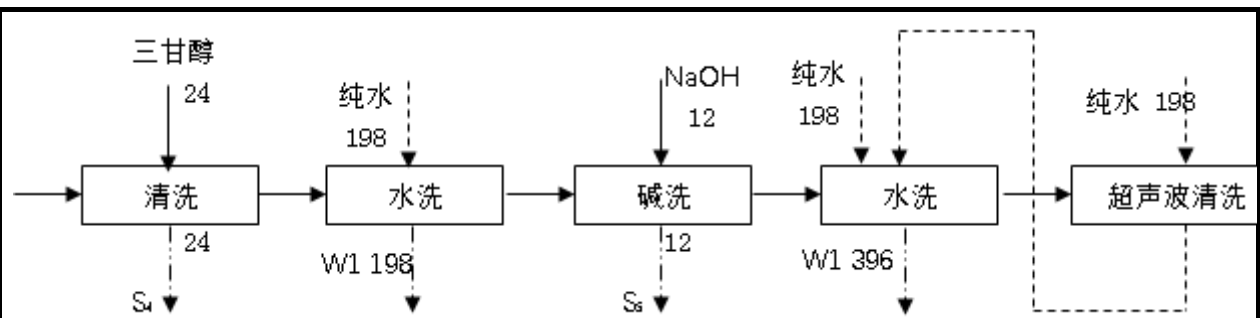 三甘醇
24
纯水
198
NaOH
12
纯水
198
纯水 198
清洗
水洗
碱洗
水洗
超声波清洗
24
W1 198
12
W1 396
S₄
S₅